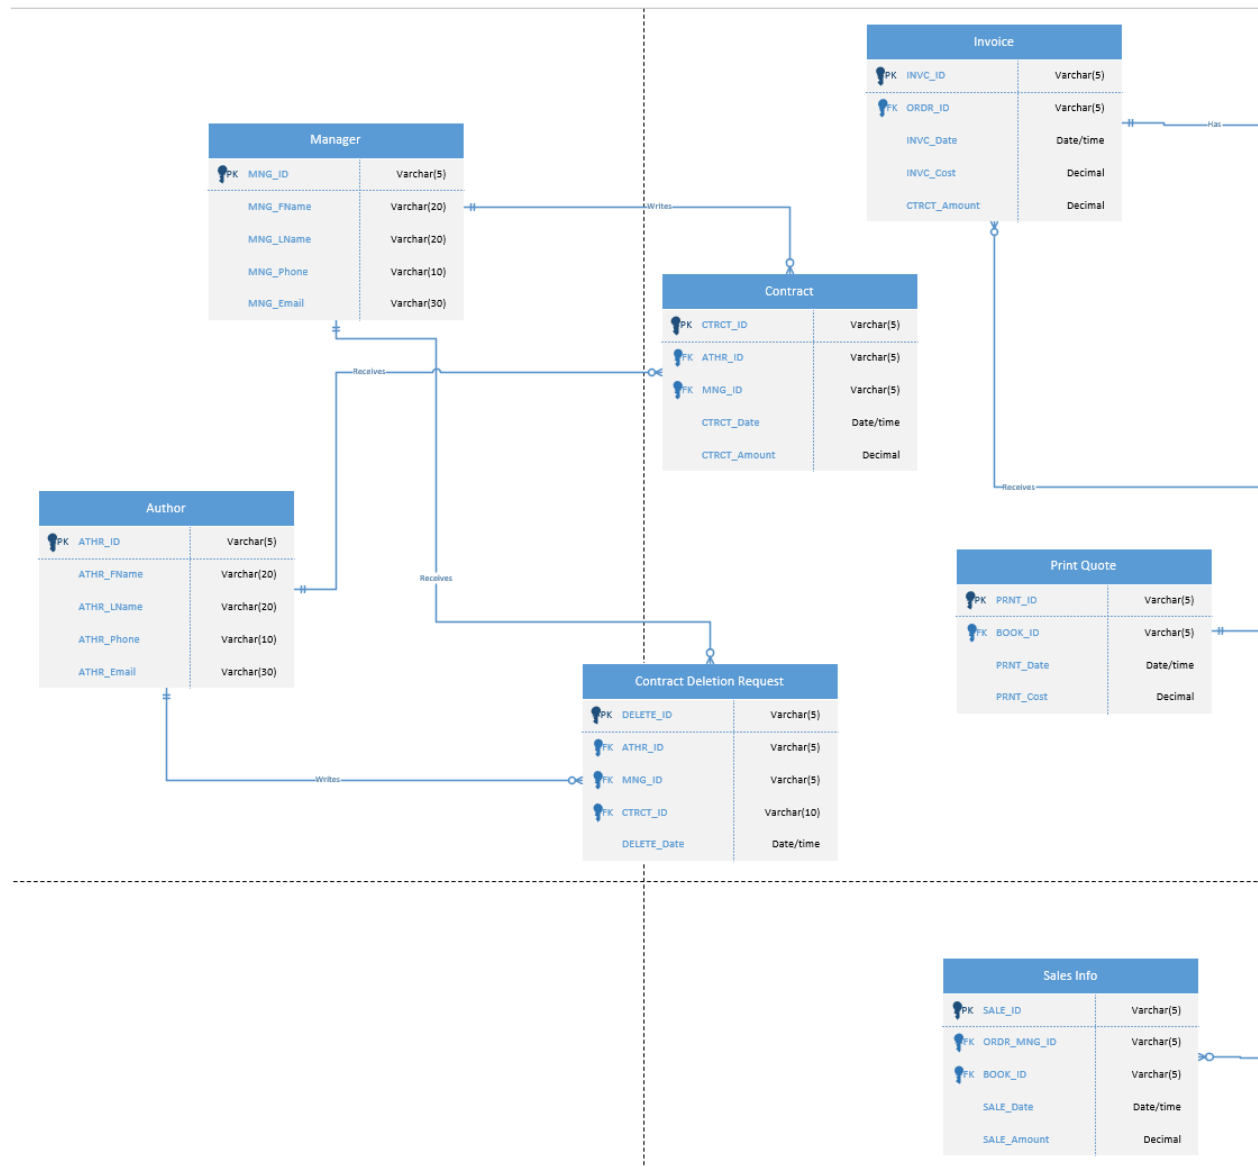 Invoice
PK INVC_ID Varchar(5)
FK ORDR_ID Varchar(5)
INVC_Date Date/time
INVC_Cost Decimal
CTRCT_Amount Decimal
Has
Manager
PK MNG_ID Varchar(5)
MNG_FName Varchar(20)
MNG_LName Varchar(20)
MNG_Phone Varchar(10)
MNG_Email Varchar(30)
Writes
Contract
PK CTRCT_ID Varchar(5)
FK ATHR_ID Varchar(5)
FK MNG_ID Varchar(5)
CTRCT_Date Date/time
CTRCT_Amount Decimal
Receives
Receives
Author
PK ATHR_ID Varchar(5)
ATHR_FName Varchar(20)
ATHR_LName Varchar(20)
ATHR_Phone Varchar(10)
ATHR_Email Varchar(30)
Receives
Print Quote
PK PRNT_ID Varchar(5)
FK BOOK_ID Varchar(5)
PRNT_Date Date/time
PRNT_Cost Decimal
Contract Deletion Request
PK DELETE_ID Varchar(5)
FK ATHR_ID Varchar(5)
FK MNG_ID Varchar(5)
FK CTRCT_ID Varchar(10)
DELETE_Date Date/time
Writes
Sales Info
PK SALE_ID Varchar(5)
FK ORDR_MNG_ID Varchar(5)
FK BOOK_ID Varchar(5)
SALE_Date Date/time
SALE_Amount Decimal